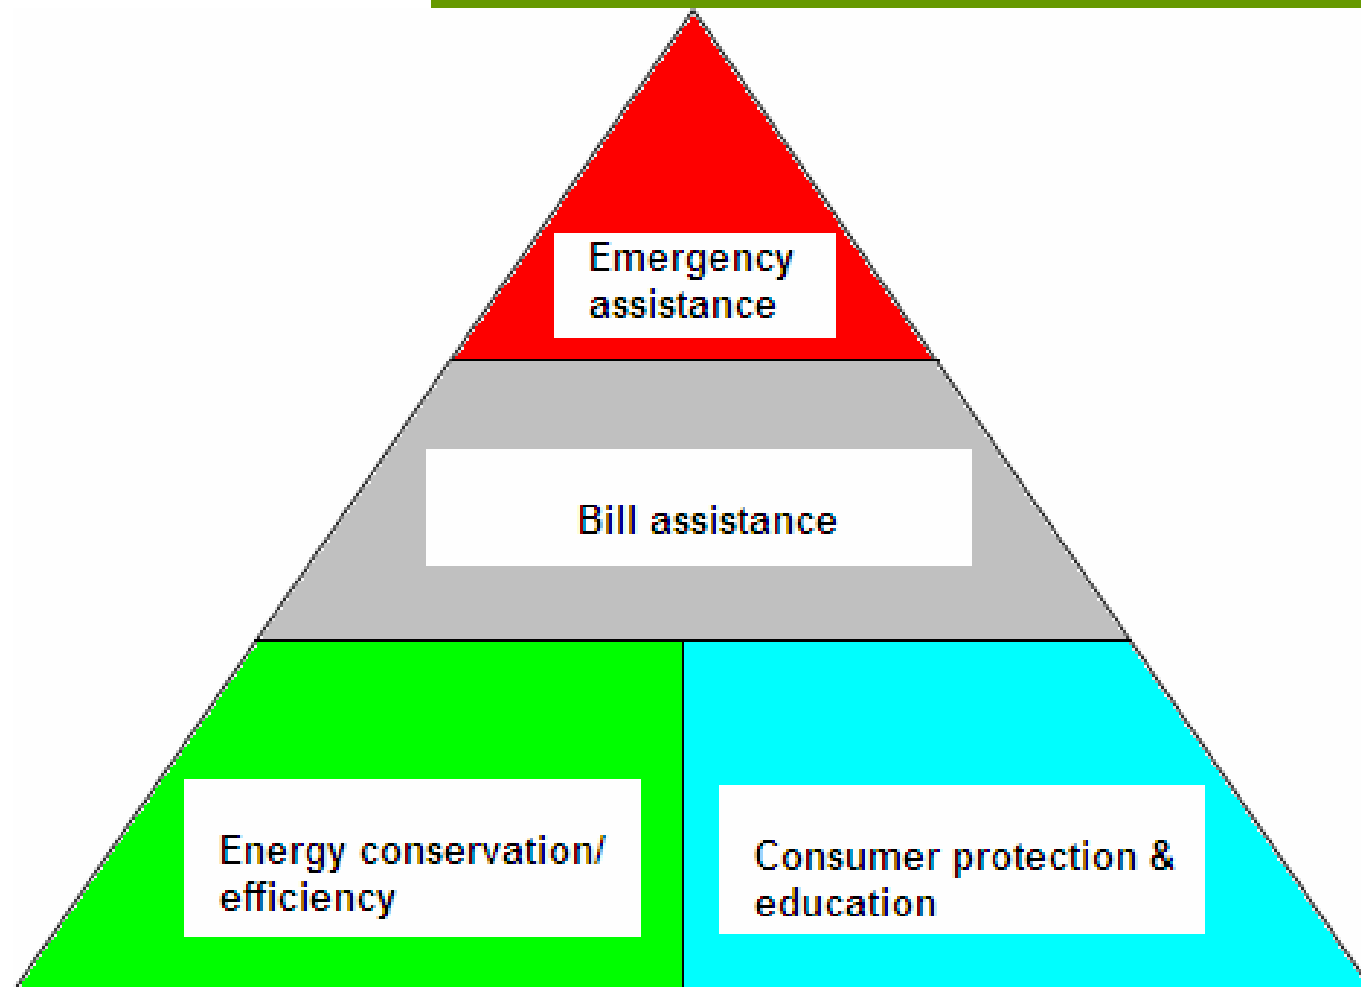 Emergency
assistance
Bill assistance
Energy conservation/
efficiency
Consumer protection &
education